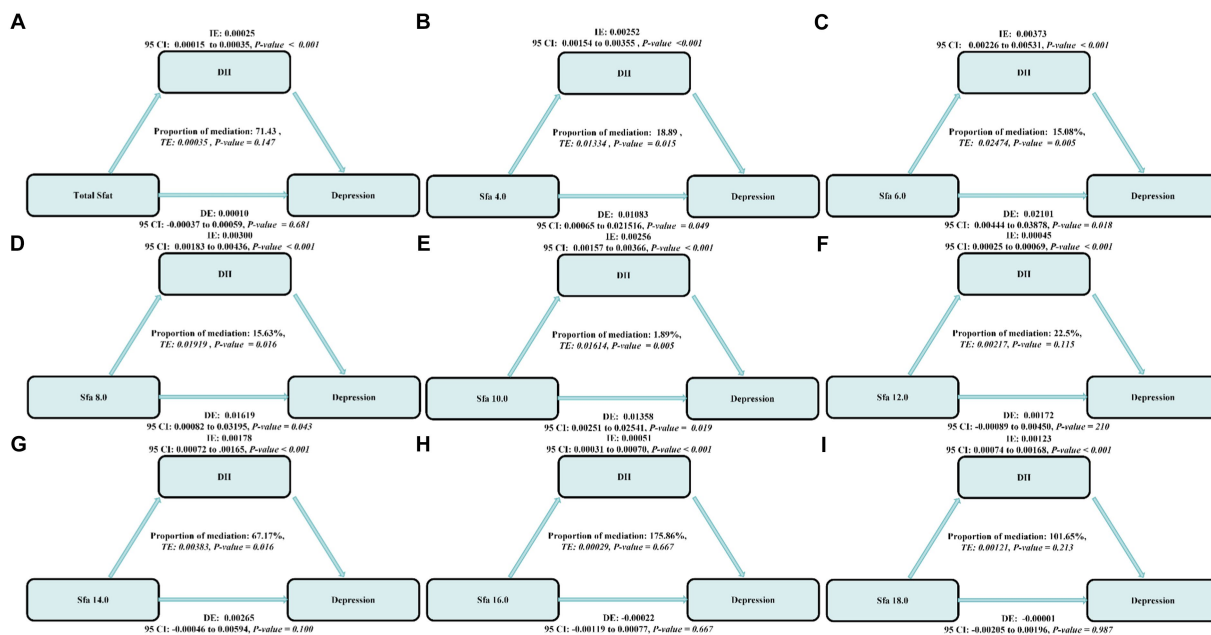 A
IE: 0.00025
95 CI: 0.00015 to 0.00035, P-value < 0.001
DII
Proportion of mediation: 71.43 ,
TE: 0.00035 , P-value = 0.147
Total Sfat
Depression
DE: 0.00010
95 CI: -0.00037 to 0.00059, P-value = 0.681
B
IE: 0.00252
95 CI: 0.00154 to 0.00355 , P-value <0.001
DII
Proportion of mediation: 18.89 ,
TE: 0.01334 , P-value = 0.015
Sfa 4.0
Depression
DE: 0.01083
95 CI: 0.00065 to 0.021516, P-value = 0.049
C
IE: 0.00373
95 CI: 0.00226 to 0.00531, P-value < 0.001
DII
Proportion of mediation: 15.08%,
TE: 0.02474, P-value = 0.005
Sfa 6.0
Depression
DE: 0.02101
95 CI: 0.00444 to 0.03878, P-value = 0.018
D
IE: 0.00300
95 CI: 0.00183 to 0.00436, P-value < 0.001
DII
Proportion of mediation: 15.63%,
TE: 0.01919 , P-value = 0.016
Sfa 8.0
Depression
DE: 0.01619
95 CI: 0.00082 to 0.03195, P-value = 0.043
E
IE: 0.00256
95 CI: 0.00157 to 0.00366, P-value < 0.001
DII
Proportion of mediation: 1.89%,
TE: 0.01614, P-value = 0.005
Sfa 10.0
Depression
DE: 0.01358
95 CI: 0.00251 to 0.02541, P-value = 0.019
F
IE: 0.00045
95 CI: 0.00025 to 0.00069, P-value < 0.001
DII
Proportion of mediation: 22.5%,
TE: 0.00217, P-value = 0.115
Sfa 12.0
Depression
DE: 0.00172
95 CI: -0.00089 to 0.00450, P-value = 210
G
IE: 0.00178
95 CI: 0.00072 to .00165, P-value < 0.001
DII
Proportion of mediation: 67.17%,
TE: 0.00383, P-value = 0.016
Sfa 14.0
Depression
DE: 0.00265
95 CI: -0.00046 to 0.00594, P-value = 0.100
H
IE: 0.00051
95 CI: 0.00031 to 0.00070, P-value < 0.001
DII
Proportion of mediation: 175.86%,
TE: 0.00029, P-value = 0.667
Sfa 16.0
Depression
DE: -0.00022
95 CI: -0.00119 to 0.00077, P-value = 0.667
I
IE: 0.00123
95 CI: 0.00074 to 0.00168, P-value < 0.001
DII
Proportion of mediation: 101.65%,
TE: 0.00121, P-value = 0.213
Sfa 18.0
Depression
DE: -0.00001
95 CI: -0.00205 to 0.00196, P-value = 0.987